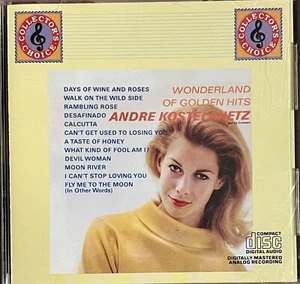 COLLECTOR'S CHOICE
COLLECTOR'S CHOICE
WONDERLAND
OF GOLDEN HITS
ANDRE KOSTELANETZ
DAYS OF WINE AND ROSES
WALK ON THE WILD SIDE
RAMBLING ROSE
DESAFINADO
CALCUTTA
CAN'T GET USED TO LOSING YOU
A TASTE OF HONEY
WHAT KIND OF FOOL AM I?
DEVIL WOMAN
MOON RIVER
I CAN'T STOP LOVING YOU
FLY ME TO THE MOON
(In Other Words)
COMPACT
disc
DIGITAL AUDIO
DIGITALLY MASTERED
ANALOG RECORDING